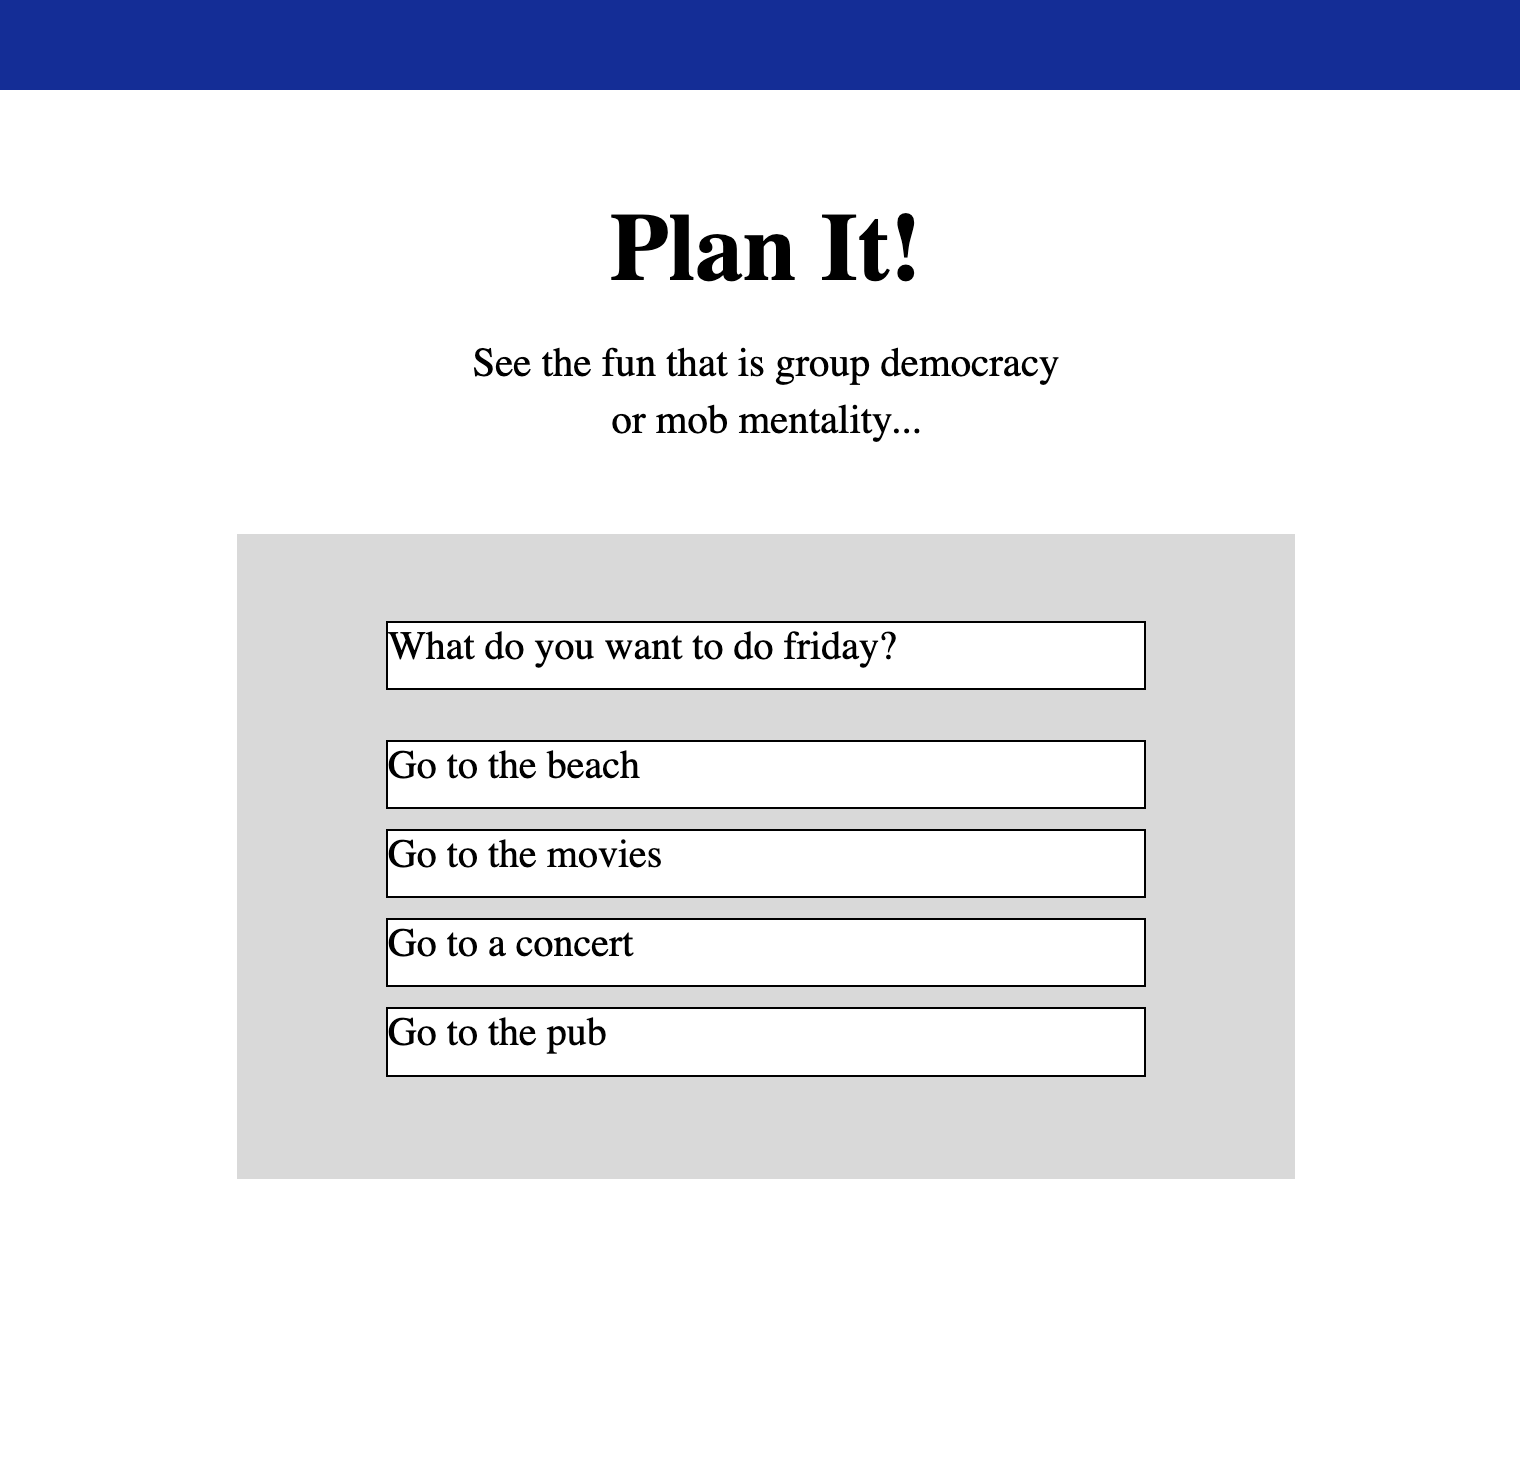 Plan It!
See the fun that is group democracy
or mob mentality...
What do you want to do friday?
Go to the beach
Go to the movies
Go to a concert
Go to the pub